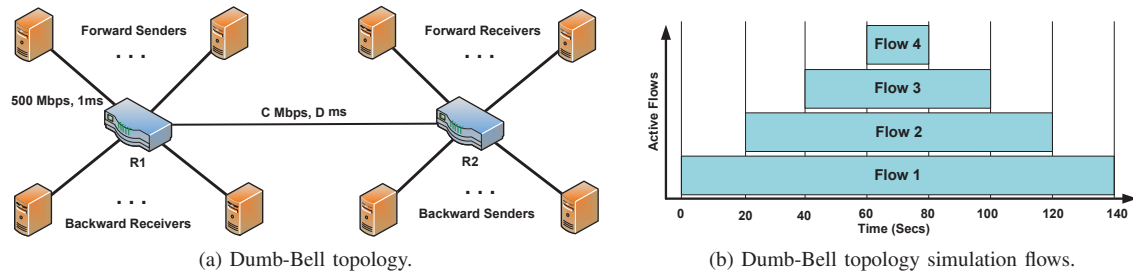 Forward Senders
. . .
Forward Receivers
. . .
500 Mbps, 1ms
C Mbps, D ms
R1
R2
. . .
Backward Receivers
. . .
Backward Senders
(a) Dumb-Bell topology.
Active Flows
Flow 4
Flow 3
Flow 2
Flow 1
0 20 40 60 80 100 120 140
Time (Secs)
(b) Dumb-Bell topology simulation flows.